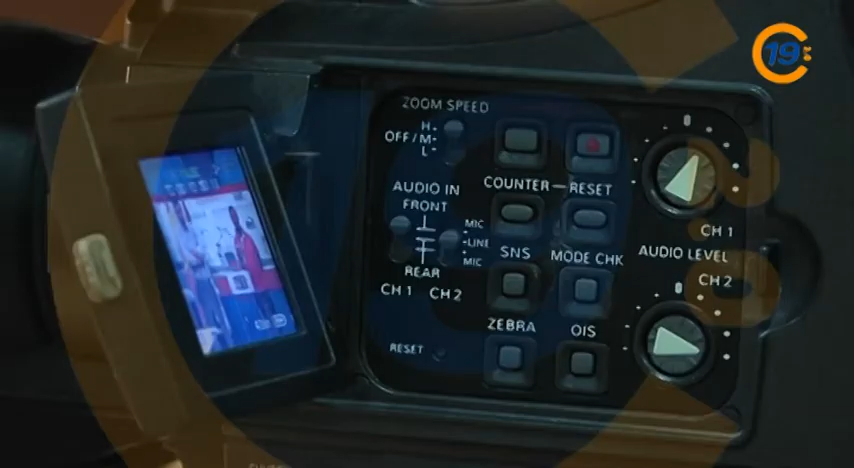 19
ZOOM SPEED
H
OFF / M
L
COUNTER — RESET
AUDIO IN
FRONT
MIC
LINE
MIC
REAR
CH 1 CH 2
SNS
MODE CHK
CH 1
AUDIO LEVEL
CH 2
ZEBRA
OIS
RESET